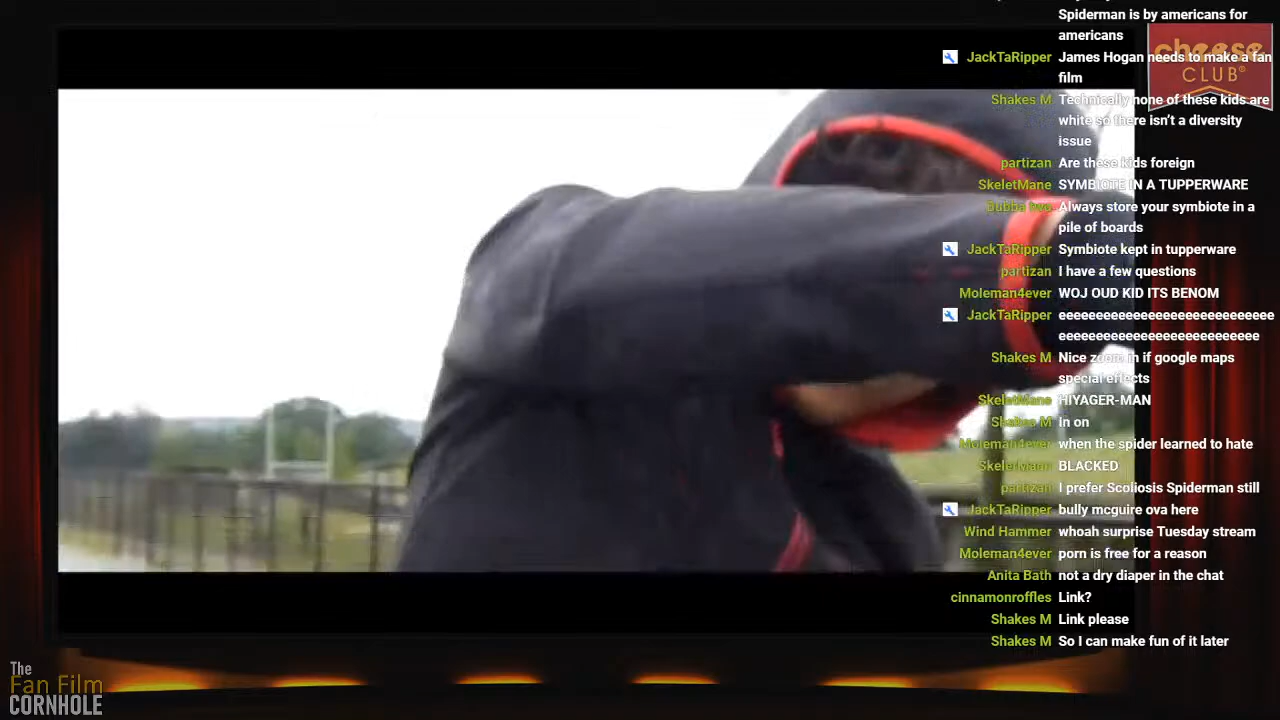 Spiderman is by americans for
americans
cheese
CLUB®
JackTaRipper James Hogan needs to make a fan
film
Shakes M Technically none of these kids are
white so there isn't a diversity
issue
partizan Are these kids foreign
SkeletMane SYMBIOTE IN A TUPPERWARE
Bubba two Always store your symbiote in a
pile of boards
JackTaRipper Symbiote kept in tupperware
partizan I have a few questions
Moleman4ever WOJ OUD KID ITS BENOM
JackTaRipper eeeeeeeeeeeeeeeeeeeeeeeeeeee
eeeeeeeeeeeeeeeeeeeeeeeeee
Shakes M Nice zoom in if google maps
special effects
SkeletMane HIYAGER-MAN
Shakes M In on
Moleman4ever when the spider learned to hate
SkeletMane BLACKED
partizan I prefer Scoliosis Spiderman still
JackTaRipper bully mcguire ova here
Wind Hammer whoah surprise Tuesday stream
Moleman4ever porn is free for a reason
Anita Bath not a dry diaper in the chat
cinnamonroffles Link?
Shakes M Link please
Shakes M So I can make fun of it later
The
Fan Film
CORNHOLE